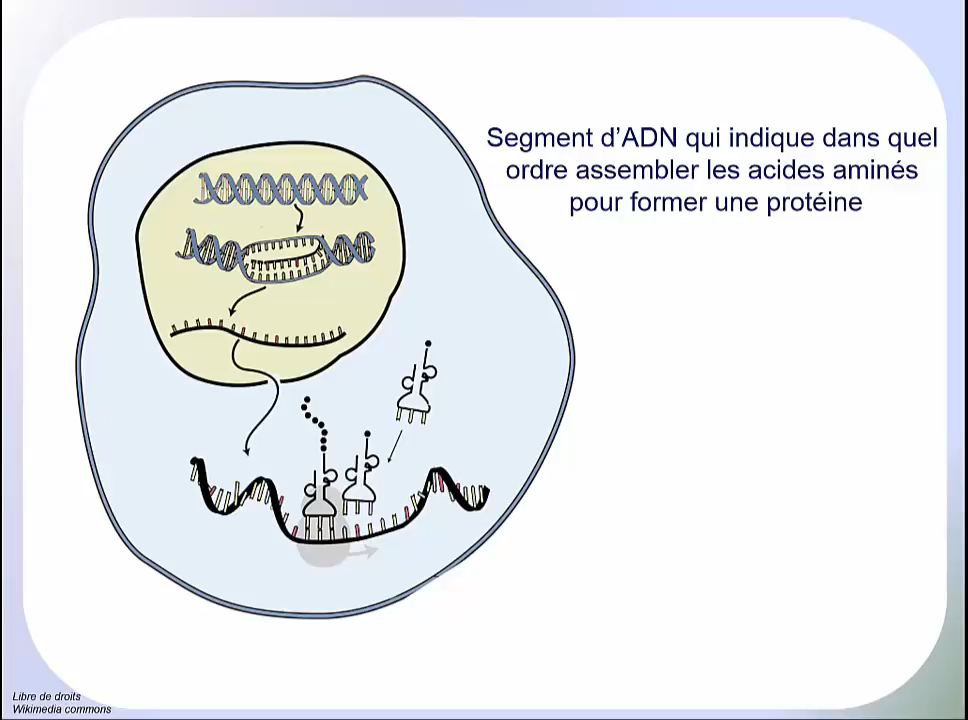 Segment d’ADN qui indique dans quel
ordre assembler les acides aminés
pour former une protéine
Libre de droits
Wikimedia commons